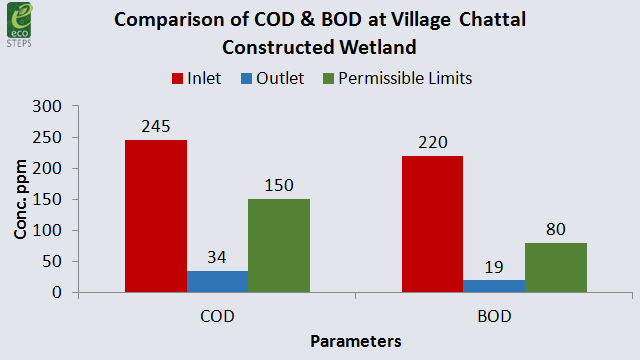 eco
STEPS
Comparison of COD & BOD at Village Chattal
Constructed Wetland
Inlet Outlet Permissible Limits
300
250
200
150
100
50
0
Conc. ppm
245
34
150
220
19
80
COD BOD
Parameters